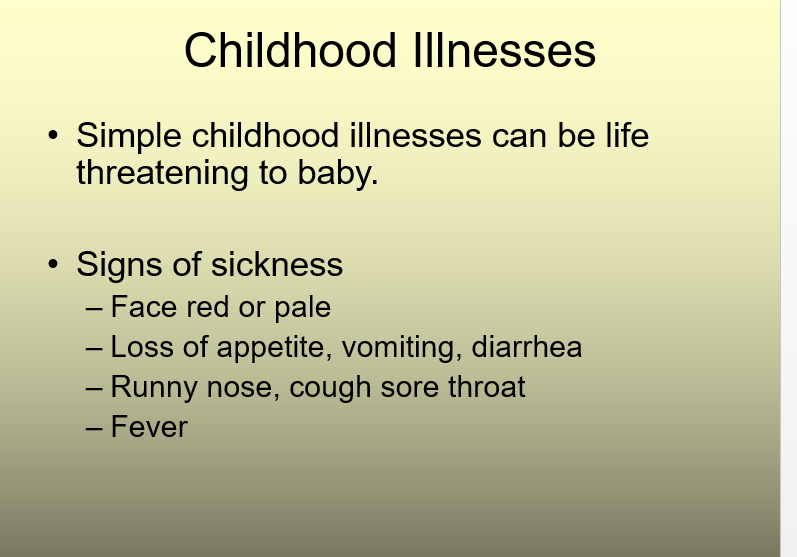 Childhood Illnesses
• Simple childhood illnesses can be life
threatening to baby.
• Signs of sickness
– Face red or pale
– Loss of appetite, vomiting, diarrhea
– Runny nose, cough sore throat
– Fever